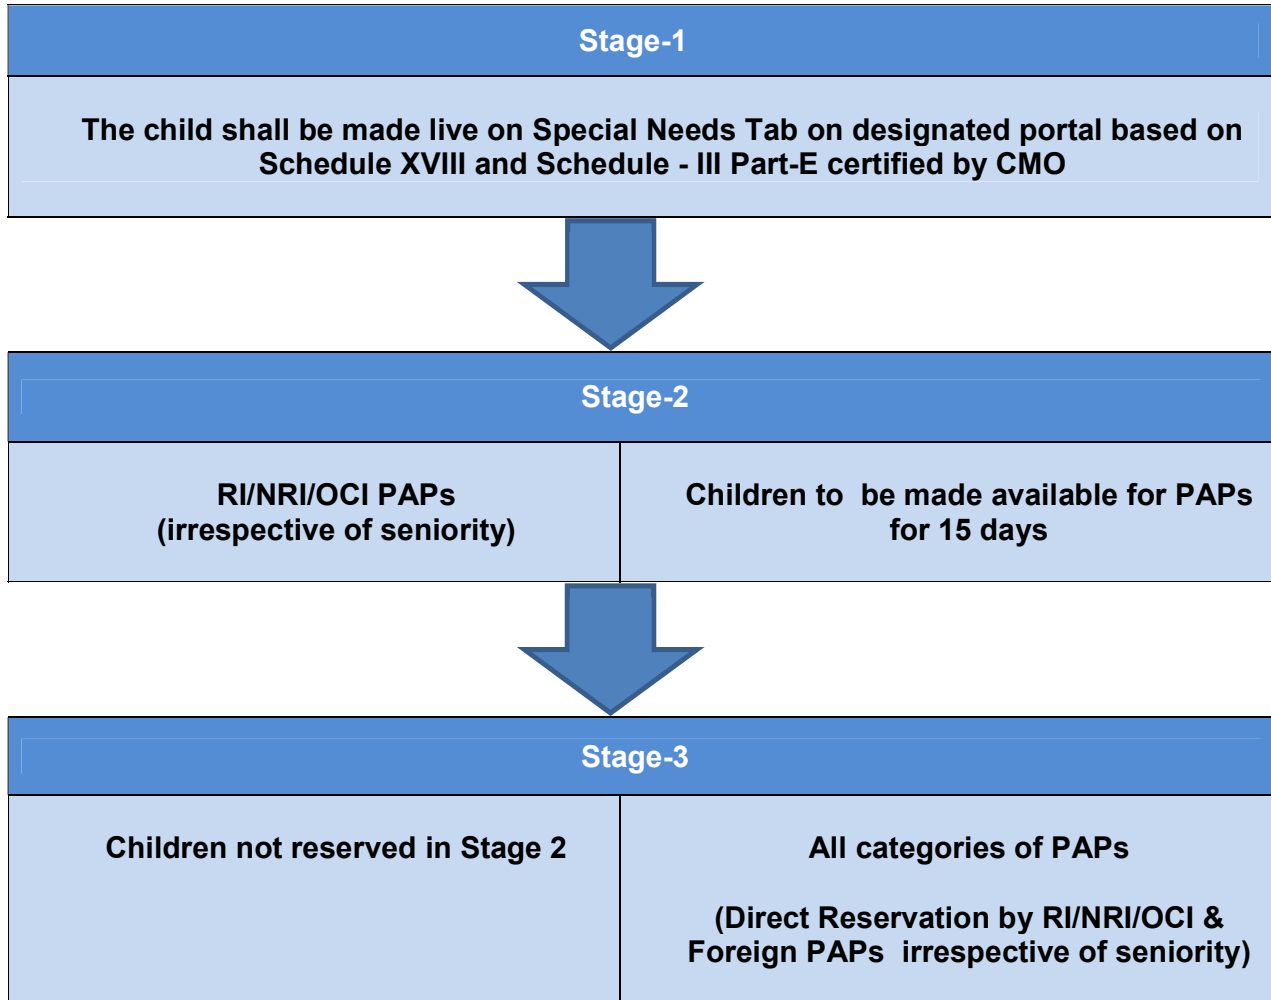 Stage-1
The child shall be made live on Special Needs Tab on designated portal based on
Schedule XVIII and Schedule - III Part-E certified by CMO
Stage-2
RI/NRI/OCI PAPs
(irrespective of seniority)
Children to be made available for PAPs
for 15 days
Stage-3
Children not reserved in Stage 2
All categories of PAPs
(Direct Reservation by RI/NRI/OCI &
Foreign PAPs irrespective of seniority)